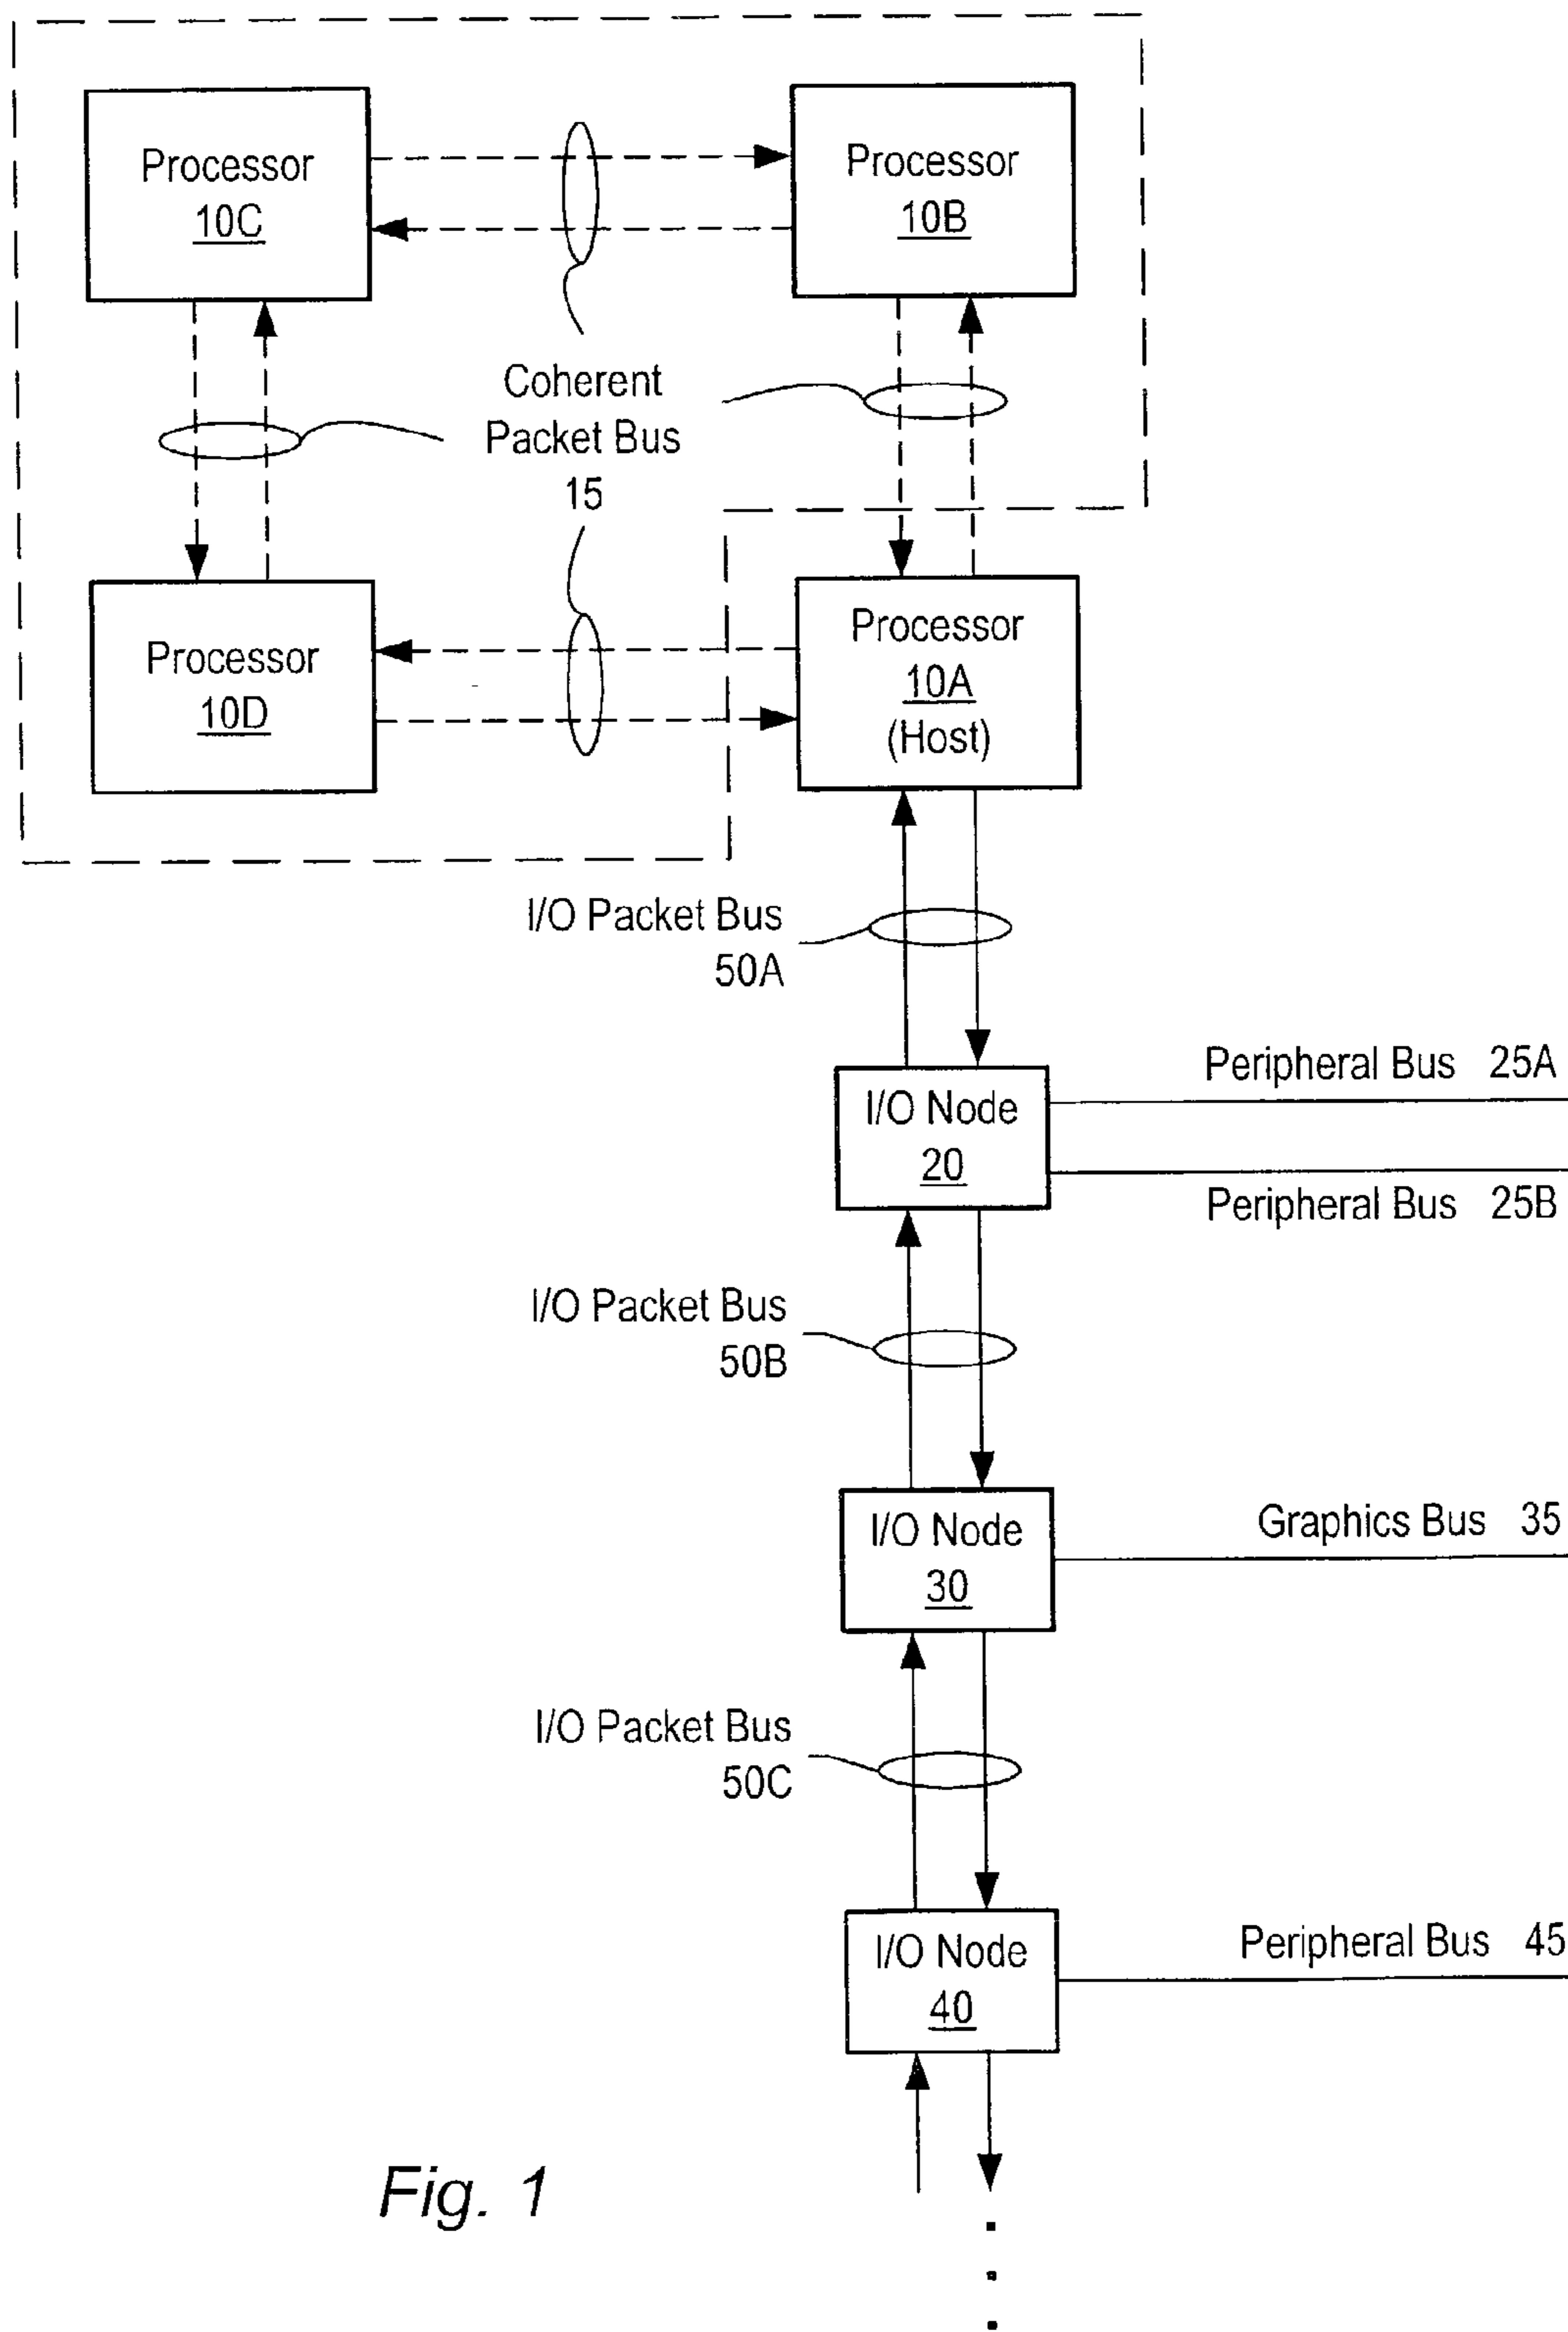 Processor
10C
Processor
10B
Coherent
Packet Bus
15
Processor
10D
Processor
10A
(Host)
I/O Packet Bus
50A
Peripheral Bus 25A
I/O Node
20
Peripheral Bus 25B
I/O Packet Bus
50B
I/O Node
30
Graphics Bus 35
I/O Packet Bus
50C
I/O Node
40
Peripheral Bus 45
Fig. 1